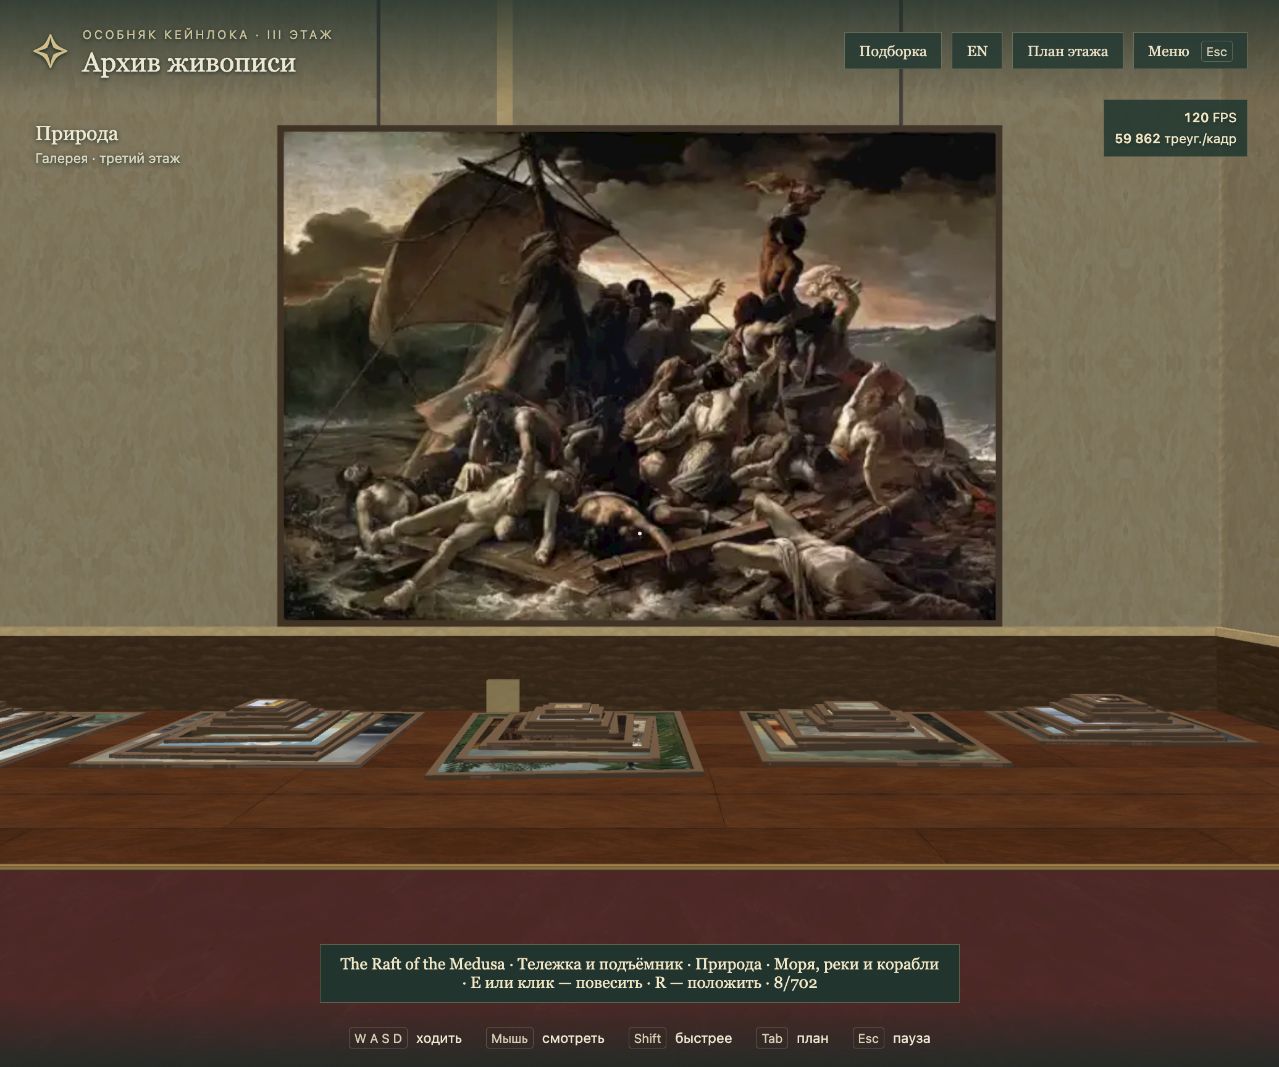 ОСОБНЯК КЕЙНЛОКА · III ЭТАЖ
Архив живописи
Подборка
EN
План этажа
Меню Esc
120 FPS
59 862 треуг./кадр
Природа
Галерея · третий этаж
The Raft of the Medusa · Тележка и подъёмник · Природа · Моря, реки и корабли
· E или клик — повесить · R — положить · 8/702
W A S D ходить Мышь смотреть Shift быстрее Tab план Esc пауза